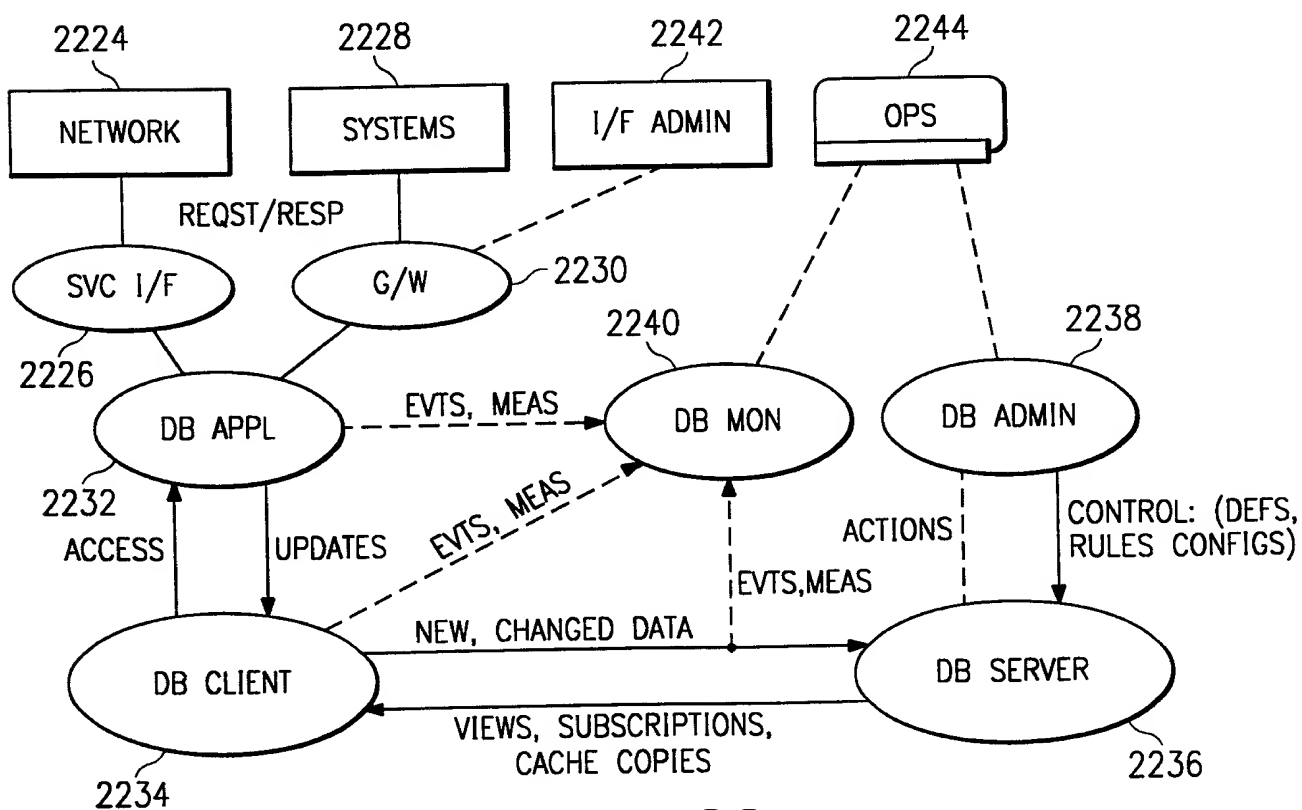 2224
2228
2242
2244
NETWORK
SYSTEMS
I/F ADMIN
OPS
REQST/RESP
SVC I/F
G/W
2230
2226
2240
2238
DB APPL
EVTS, MEAS
DB MON
DB ADMIN
2232
ACCESS
UPDATES
EVTS, MEAS
ACTIONS
CONTROL: (DEFS,
RULES CONFIGS)
EVTS,MEAS
NEW, CHANGED DATA
DB CLIENT
DB SERVER
VIEWS, SUBSCRIPTIONS,
CACHE COPIES
2234
2236